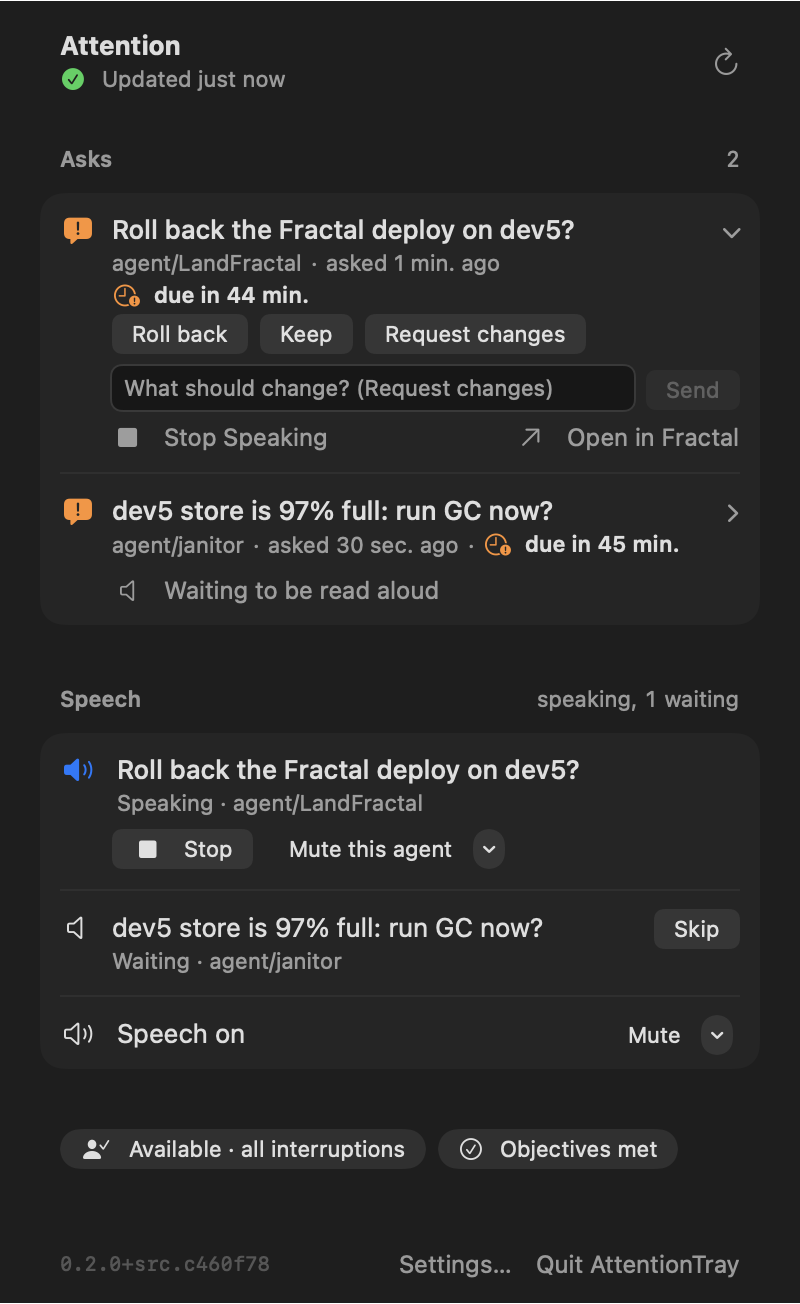 Attention
Updated just now
Asks 2
Roll back the Fractal deploy on dev5?
agent/LandFractal · asked 1 min. ago
due in 44 min.
Roll back Keep Request changes
What should change? (Request changes) Send
Stop Speaking Open in Fractal
dev5 store is 97% full: run GC now?
agent/janitor · asked 30 sec. ago · due in 45 min.
Waiting to be read aloud
Speech speaking, 1 waiting
Roll back the Fractal deploy on dev5?
Speaking · agent/LandFractal
Stop Mute this agent
dev5 store is 97% full: run GC now? Skip
Waiting · agent/janitor
Speech on Mute
Available · all interruptions Objectives met
0.2.0+src.c460f78 Settings... Quit AttentionTray